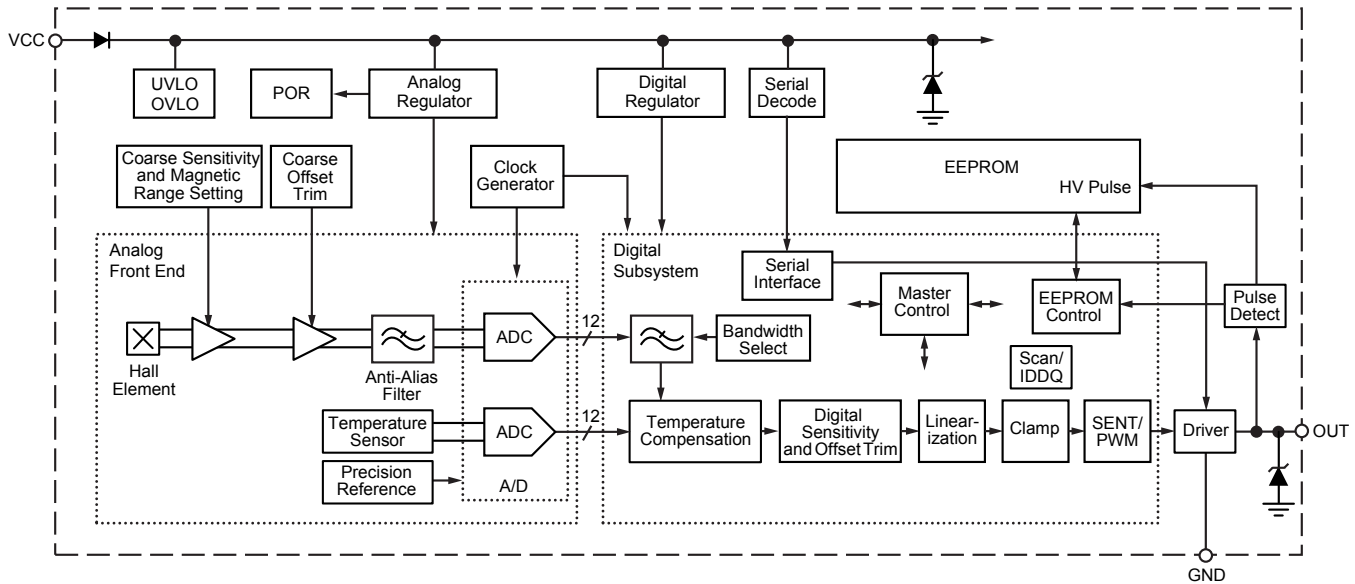 VCC
UVLO
OVLO
POR
Analog
Regulator
Digital
Regulator
Serial
Decode
Coarse Sensitivity
and Magnetic
Range Setting
Coarse
Offset
Trim
Clock
Generator
EEPROM
HV Pulse
Analog
Front End
Digital
Subsystem
Serial
Interface
Master
Control
EEPROM
Control
Pulse
Detect
Hall
Element
Anti-Alias
Filter
ADC
12
Bandwidth
Select
Scan/
IDDQ
Temperature
Sensor
ADC
12
Temperature
Compensation
Digital
Sensitivity
and Offset Trim
Linear-
ization
Clamp
SENT/
PWM
Driver
OUT
Precision
Reference
A/D
GND